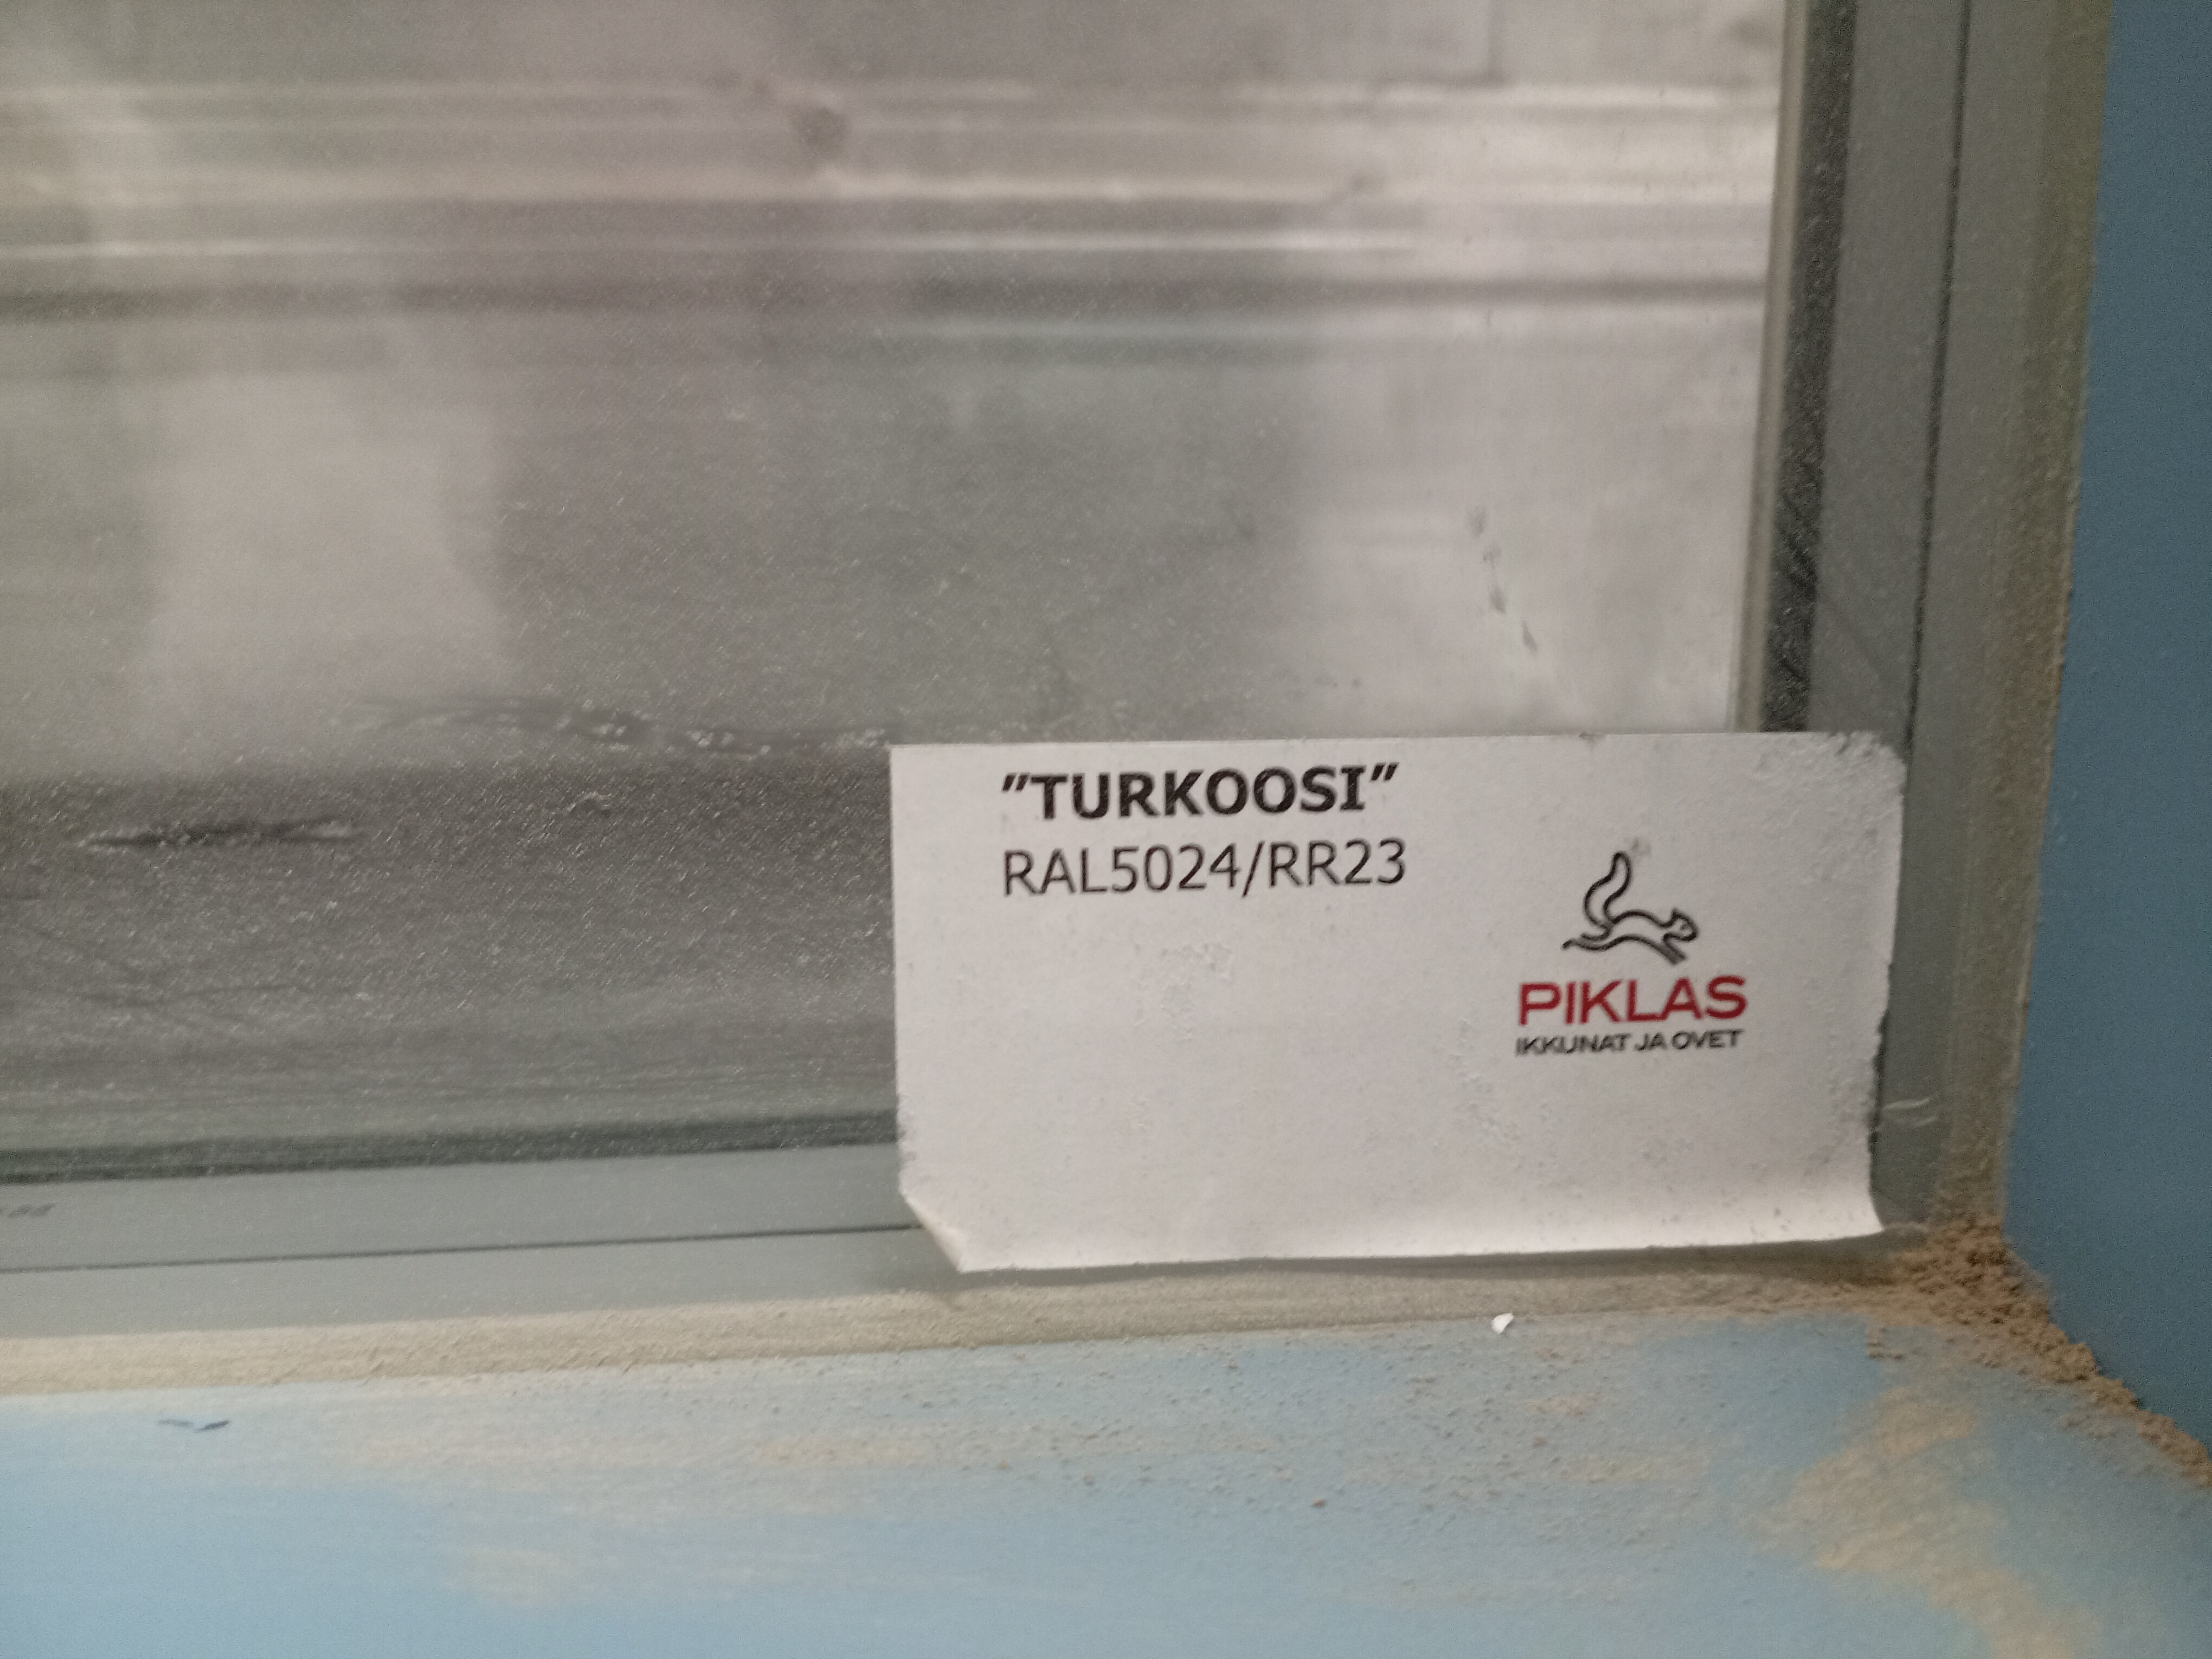 ”TURKOOSI”
RAL5024/RR23
PIKLAS
IKKUNAT JA OVET